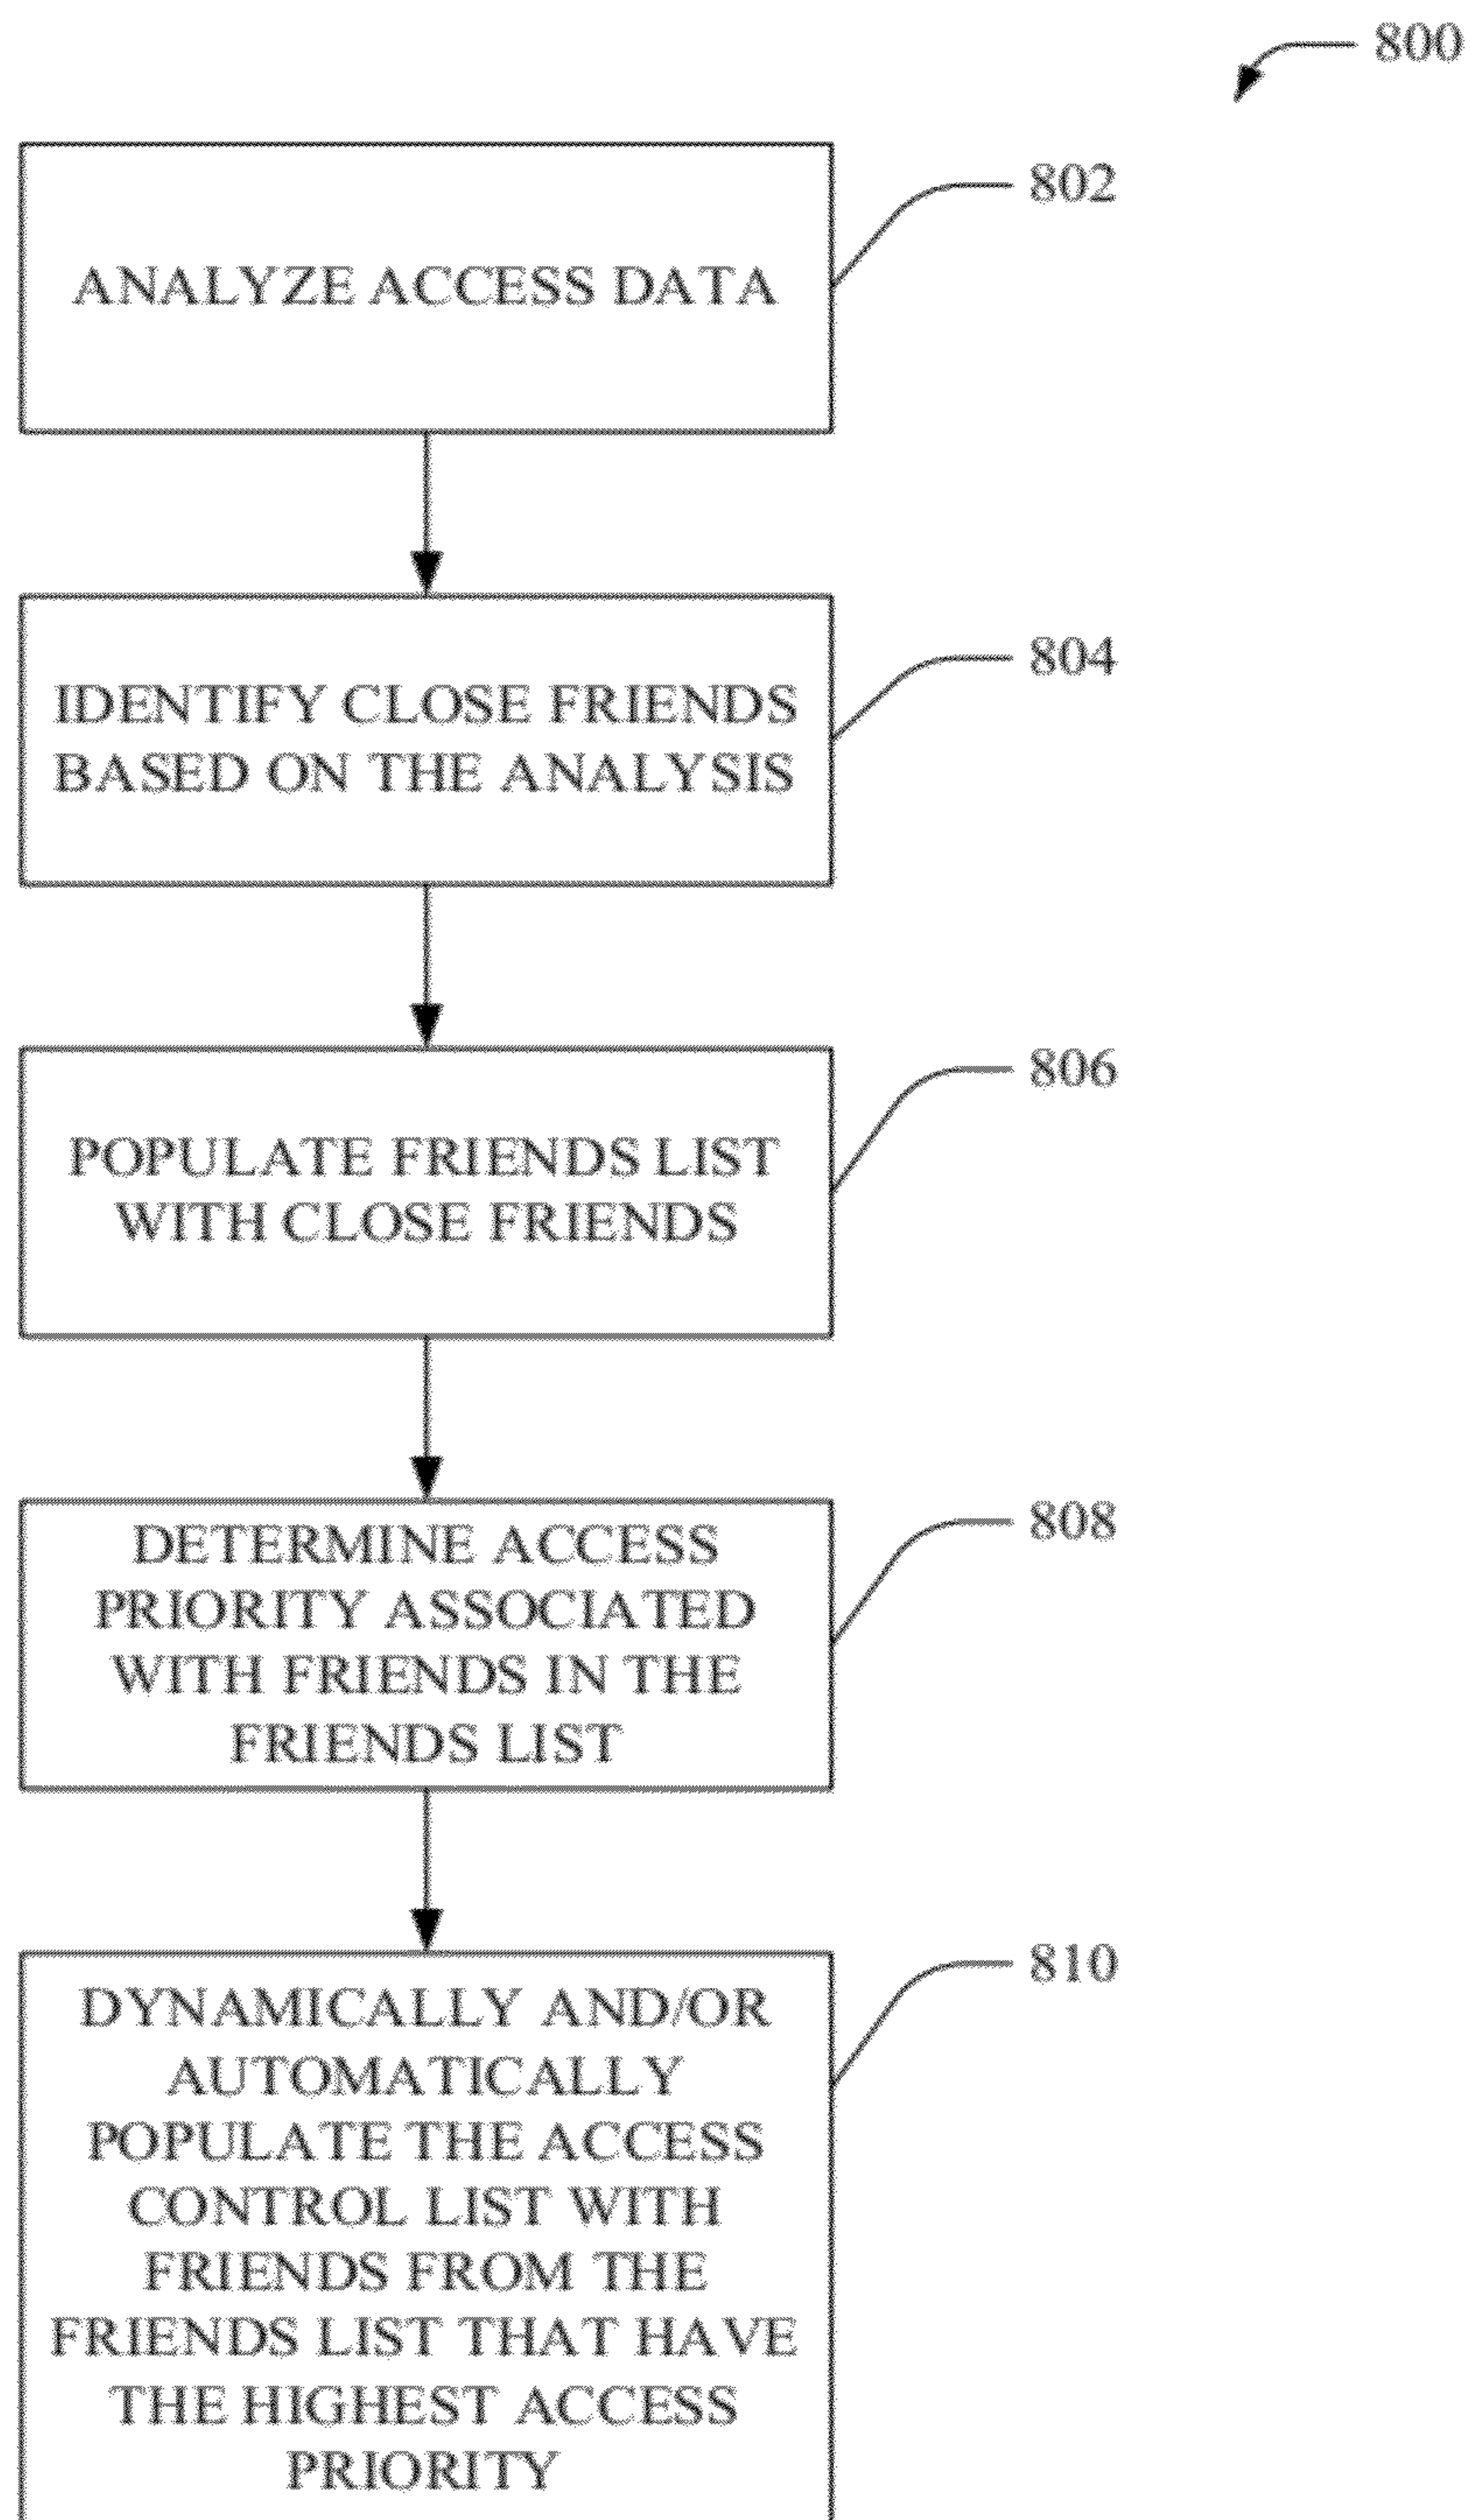 800
802
ANALYZE ACCESS DATA
804
IDENTIFY CLOSE FRIENDS
BASED ON THE ANALYSIS
806
POPULATE FRIENDS LIST
WITH CLOSE FRIENDS
808
DETERMINE ACCESS
PRIORITY ASSOCIATED
WITH FRIENDS IN THE
FRIENDS LIST
810
DYNAMICALLY AND/OR
AUTOMATICALLY
POPULATE THE ACCESS
CONTROL LIST WITH
FRIENDS FROM THE
FRIENDS LIST THAT HAVE
THE HIGHEST ACCESS
PRIORITY